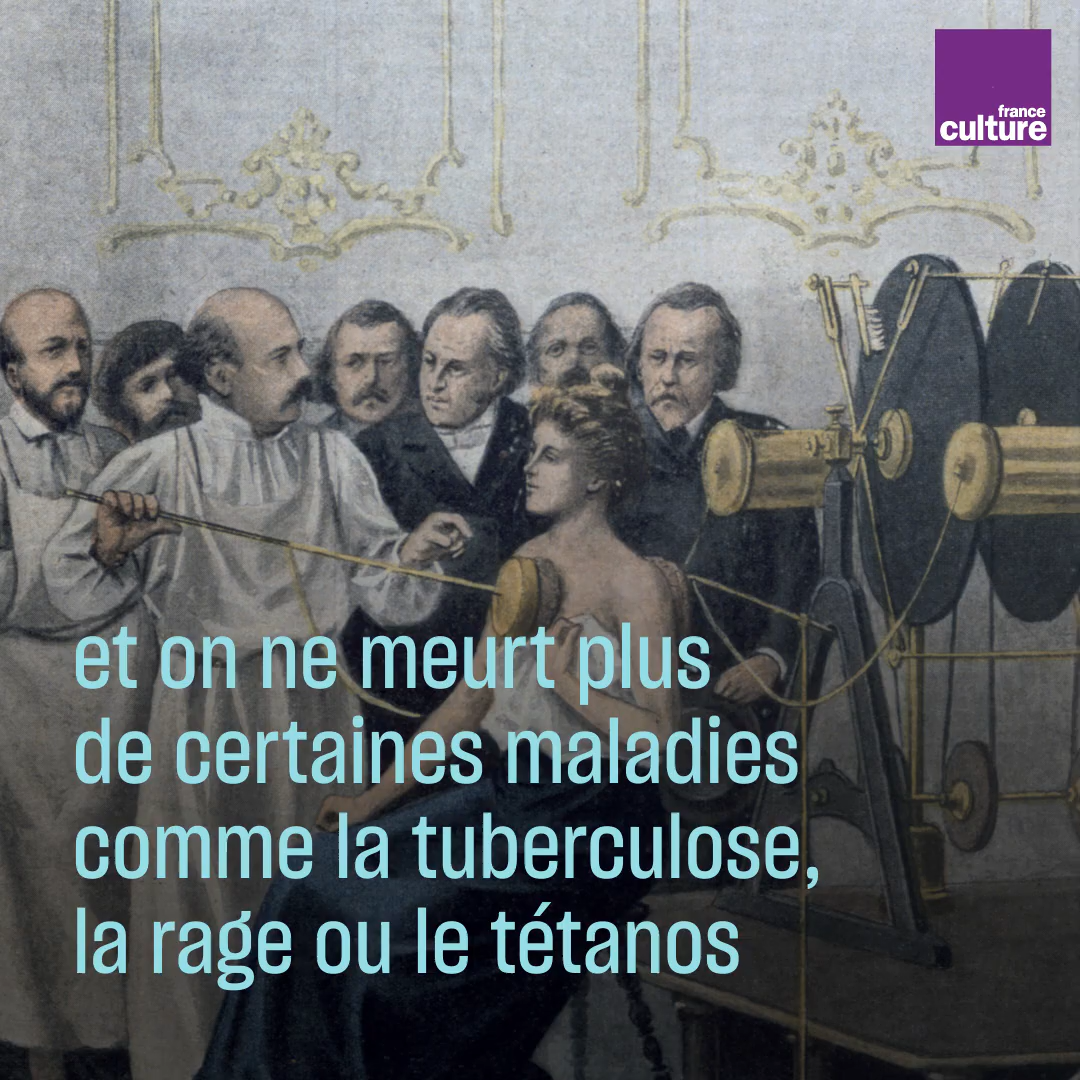 france
culture
et on ne meurt plus
de certaines maladies
comme la tuberculose,
la rage ou le tétanos